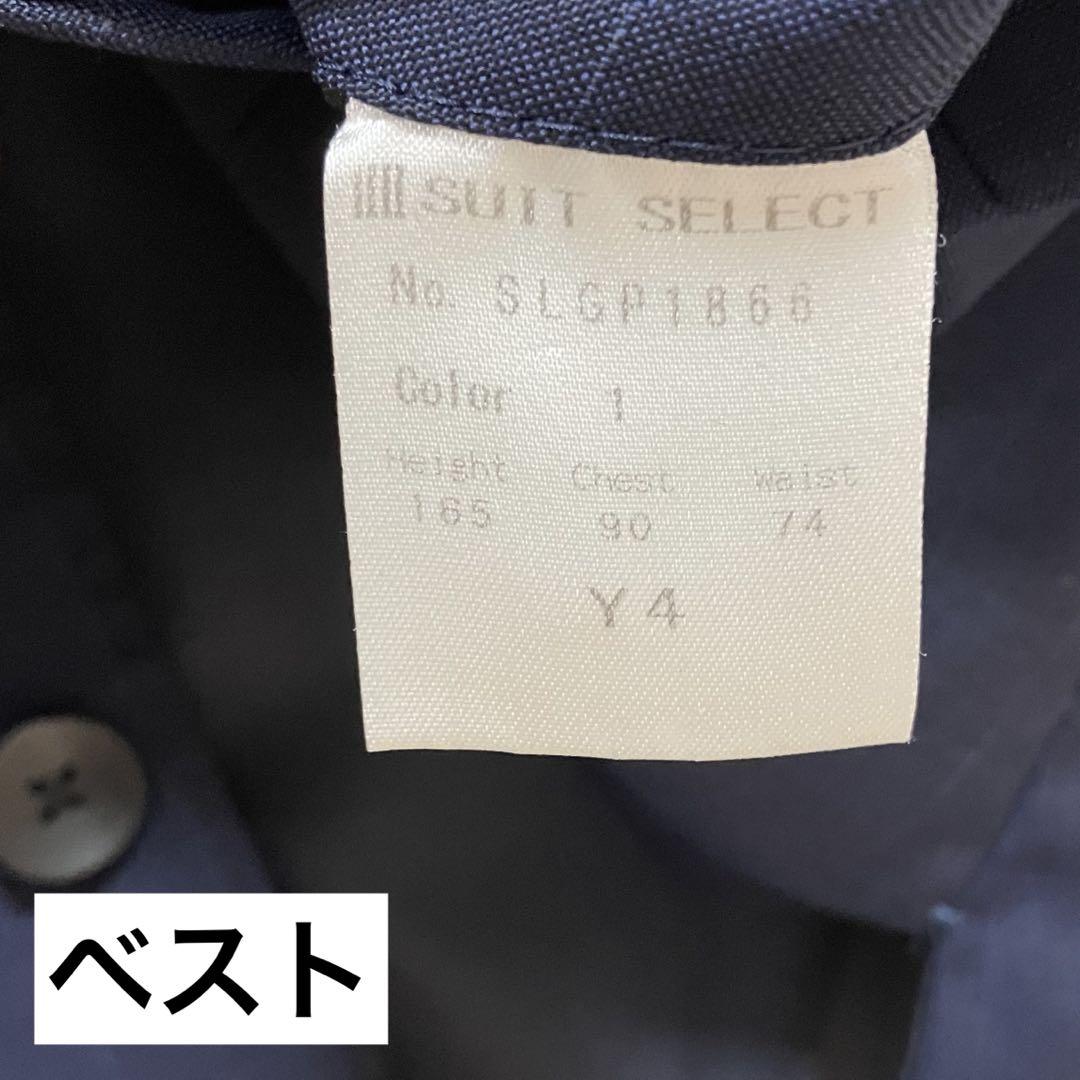 SUIT SELECT
No. SLGP1866
Color 1
Height Chest Waist
165 90 74
Y4
ベスト